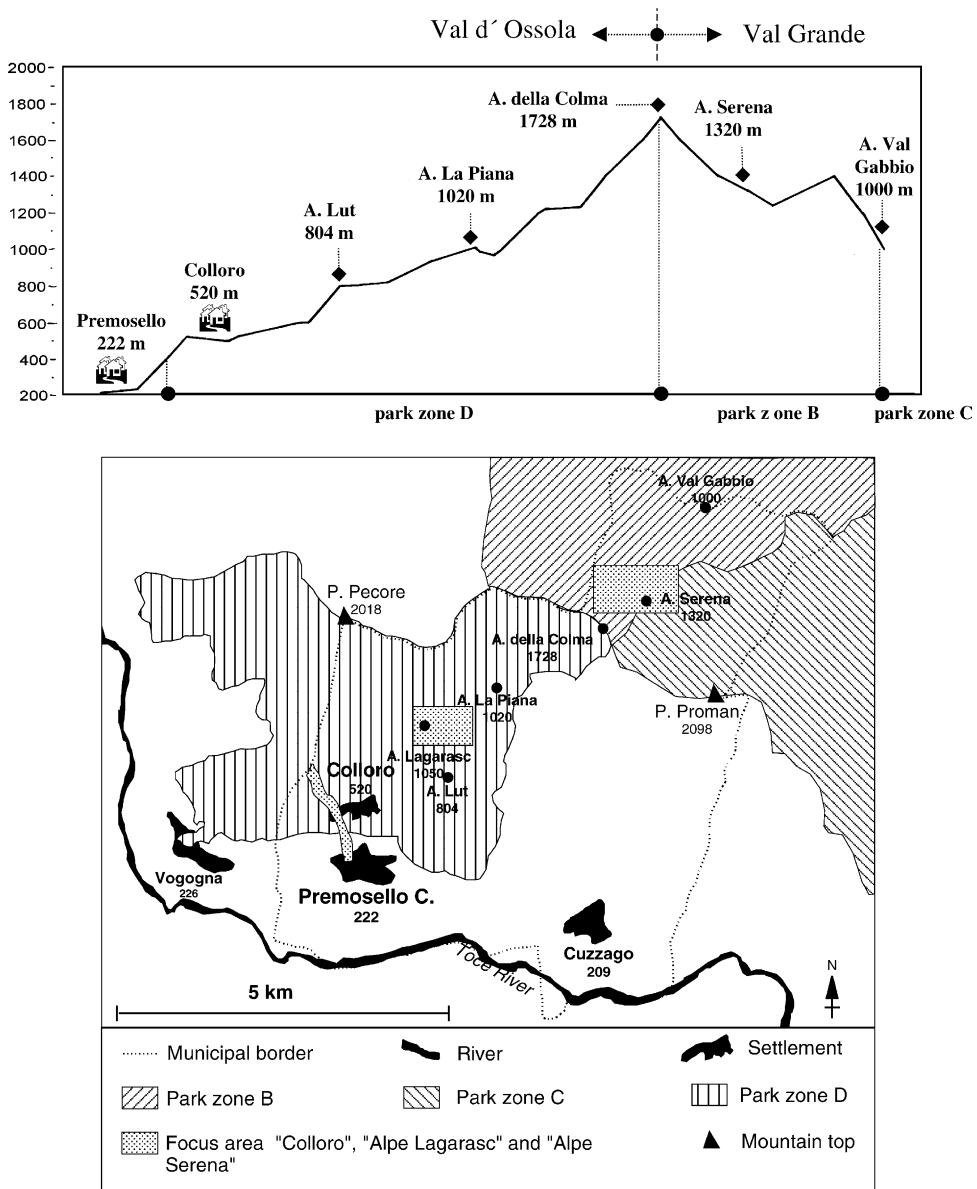 Val d´ Ossola
Val Grande
2000
1800
1600
1400
1200
1000
800
600
400
200
Premosello
222 m
Colloro
520 m
A. Lut
804 m
A. La Piana
1020 m
A. della Colma
1728 m
A. Serena
1320 m
A. Val
Gabbio
1000 m
park zone D
park z one B
park zone C
A. Val Gabbio
1000
P. Pecore
2018
A. Serena
1320
A. della Colma
1728
A. La Piana
1020
P. Proman
2098
A. Lagarasc
1050
Colloro
520
A. Lut
804
Vogogna
226
Premosello C.
222
Cuzzago
209
Toce River
5 km
N
Municipal border
River
Settlement
Park zone B
Park zone C
Park zone D
Focus area "Colloro", "Alpe Lagarasc" and "Alpe
Serena"
Mountain top